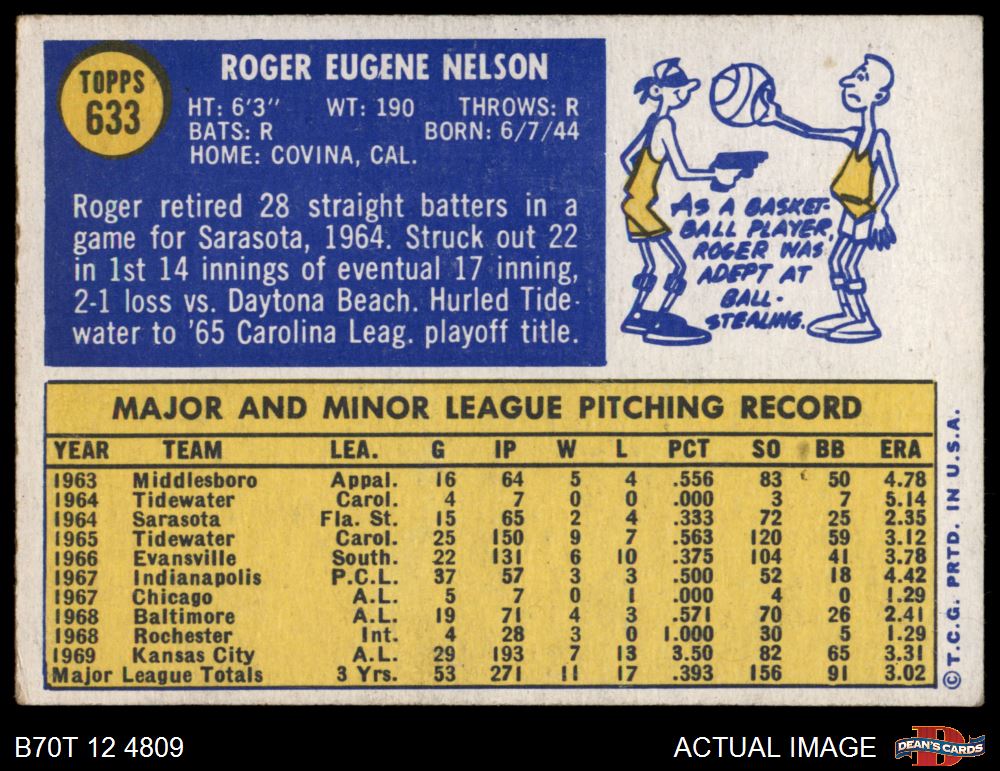 TOPPS
633
ROGER EUGENE NELSON
HT: 6'3" WT: 190 THROWS: R
BATS: R BORN: 6/7/44
HOME: COVINA, CAL.
Roger retired 28 straight batters in a
game for Sarasota, 1964. Struck out 22
in 1st 14 innings of eventual 17 inning,
2-1 loss vs. Daytona Beach. Hurled Tide-
water to '65 Carolina Leag. playoff title.
AS A BASKET-
BALL PLAYER,
ROGER WAS
ADEPT AT
BALL-
STEALING.
MAJOR AND MINOR LEAGUE PITCHING RECORD
YEAR TEAM LEA. G IP W L PCT SO BB ERA
1963 Middlesboro Appal. 16 64 5 4 .556 83 50 4.78
1964 Tidewater Carol. 4 7 0 0 .000 3 7 5.14
1964 Sarasota Fla. St. 15 65 2 4 .333 72 25 2.35
1965 Tidewater Carol. 25 150 9 7 .563 120 59 3.12
1966 Evansville South. 22 131 6 10 .375 104 41 3.78
1967 Indianapolis P.C.L. 37 57 3 3 .500 52 18 4.42
1967 Chicago A.L. 5 7 0 1 .000 4 0 1.29
1968 Baltimore A.L. 19 71 4 3 .571 70 26 2.41
1968 Rochester Int. 4 28 3 0 1.000 30 5 1.29
1969 Kansas City A.L. 29 193 7 13 3.50 82 65 3.31
Major League Totals 3 Yrs. 53 271 11 17 .393 156 91 3.02
© T.C.G. PRTD. IN U.S.A.
B70T 12 4809
ACTUAL IMAGE
D
DEAN'S CARDS